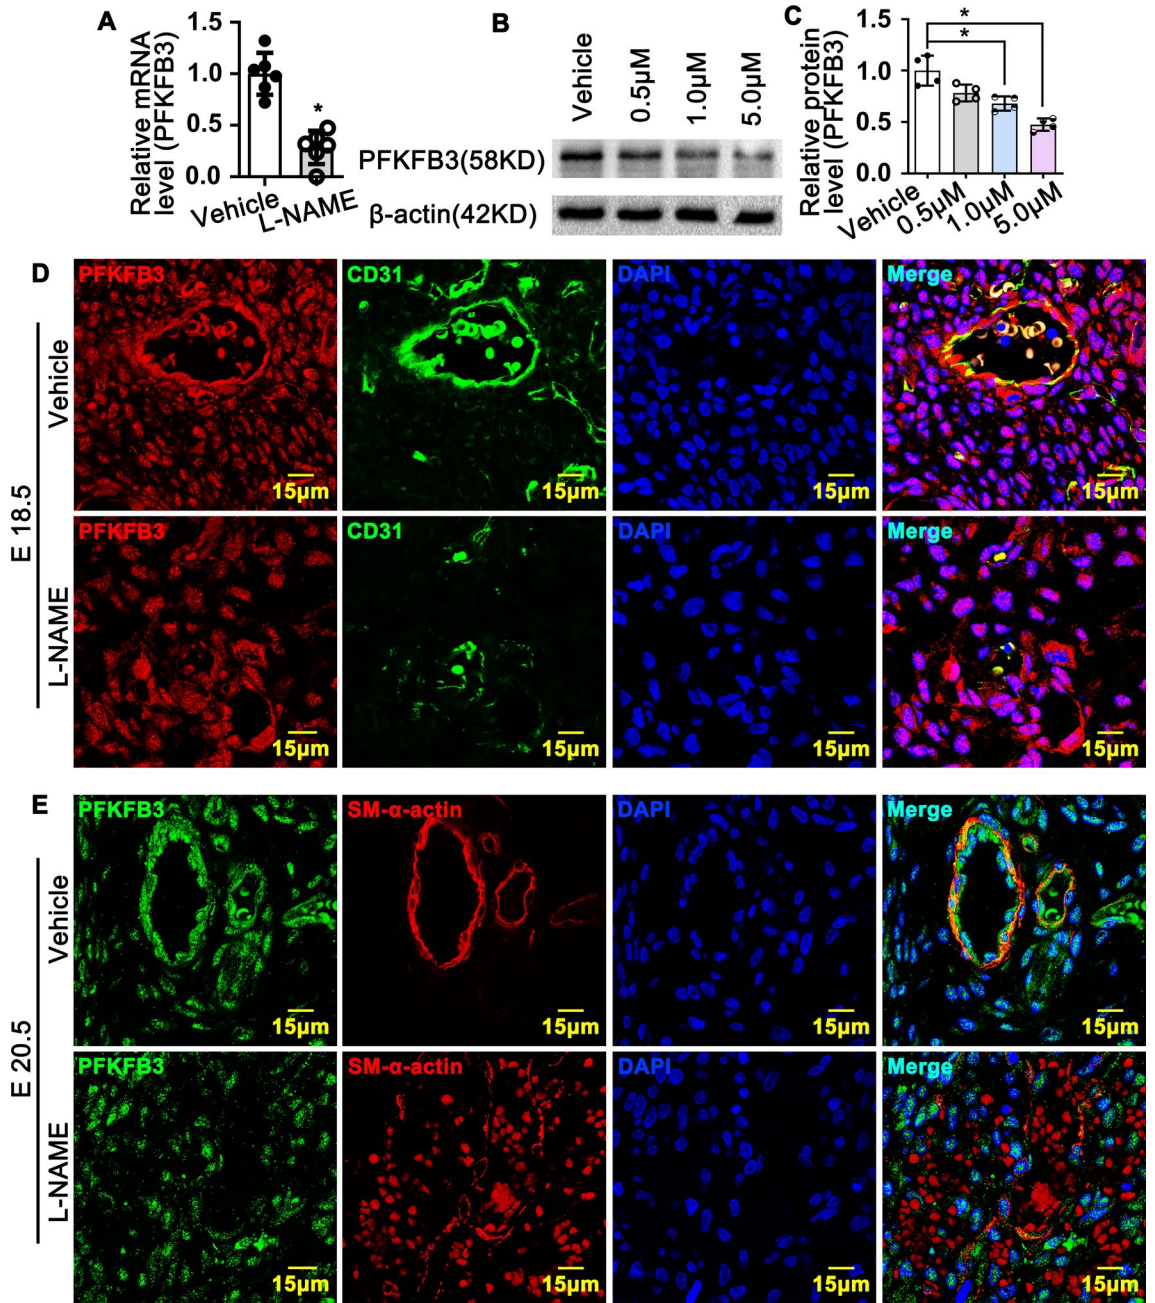 A
Relative mRNA
level (PFKFB3)
1.5
1.0
0.5
0.0
*
Vehicle
L-NAME
B
Vehicle
0.5μM
1.0μM
5.0μM
PFKFB3(58KD)
β-actin(42KD)
C
Relative protein
level (PFKFB3)
1.5
1.0
0.5
0.0
*
*
Vehicle
0.5μM
1.0μM
5.0μM
D
E 18.5
Vehicle
PFKFB3
CD31
DAPI
Merge
15μm
15μm
15μm
15μm
L-NAME
PFKFB3
CD31
DAPI
Merge
15μm
15μm
15μm
15μm
E
E 20.5
Vehicle
PFKFB3
SM-α-actin
DAPI
Merge
15μm
15μm
15μm
15μm
L-NAME
PFKFB3
SM-α-actin
DAPI
Merge
15μm
15μm
15μm
15μm